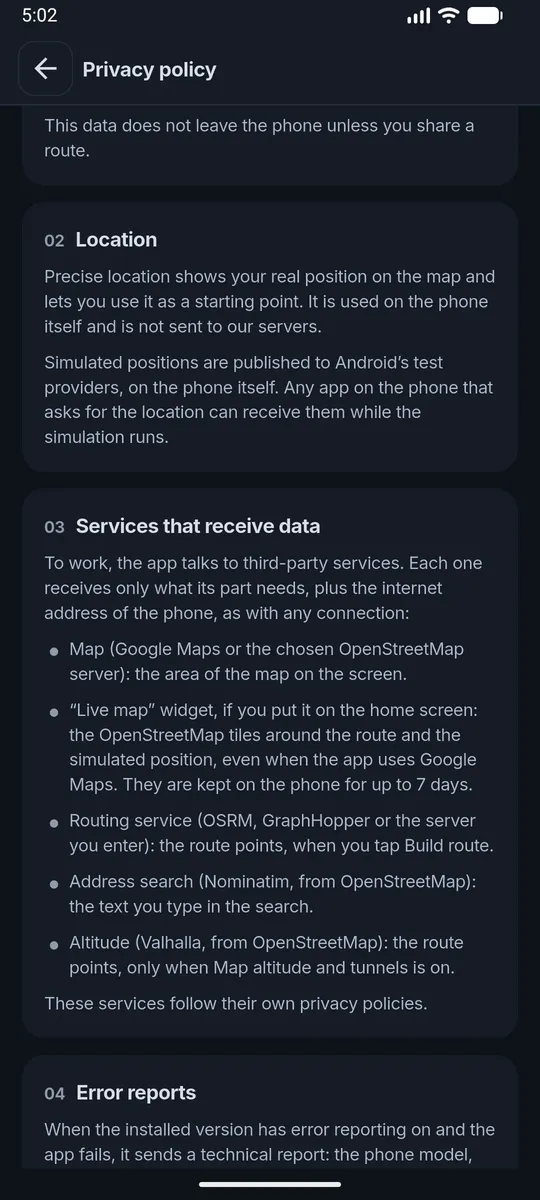 5:02
Privacy policy
This data does not leave the phone unless you share a
route.
02 Location
Precise location shows your real position on the map and
lets you use it as a starting point. It is used on the phone
itself and is not sent to our servers.
Simulated positions are published to Android’s test
providers, on the phone itself. Any app on the phone that
asks for the location can receive them while the
simulation runs.
03 Services that receive data
To work, the app talks to third-party services. Each one
receives only what its part needs, plus the internet
address of the phone, as with any connection:
● Map (Google Maps or the chosen OpenStreetMap
server): the area of the map on the screen.
● “Live map” widget, if you put it on the home screen:
the OpenStreetMap tiles around the route and the
simulated position, even when the app uses Google
Maps. They are kept on the phone for up to 7 days.
● Routing service (OSRM, GraphHopper or the server
you enter): the route points, when you tap Build route.
● Address search (Nominatim, from OpenStreetMap):
the text you type in the search.
● Altitude (Valhalla, from OpenStreetMap): the route
points, only when Map altitude and tunnels is on.
These services follow their own privacy policies.
04 Error reports
When the installed version has error reporting on and the
app fails, it sends a technical report: the phone model,